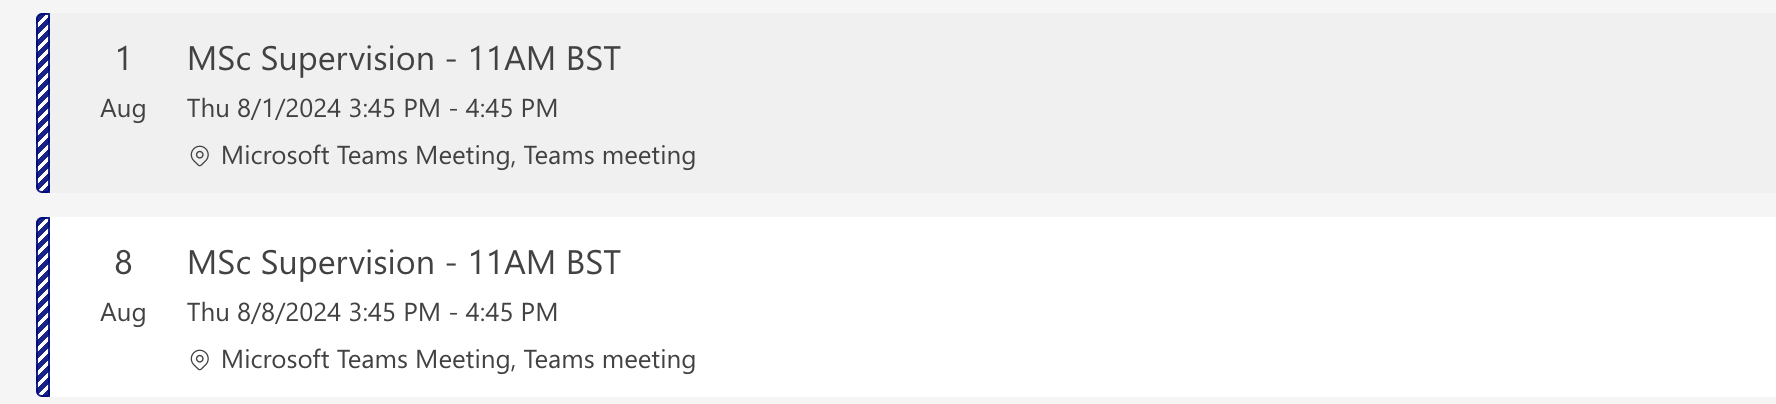 1
Aug
MSc Supervision - 11AM BST
Thu 8/1/2024 3:45 PM - 4:45 PM
Microsoft Teams Meeting, Teams meeting
8
Aug
MSc Supervision - 11AM BST
Thu 8/8/2024 3:45 PM - 4:45 PM
Microsoft Teams Meeting, Teams meeting